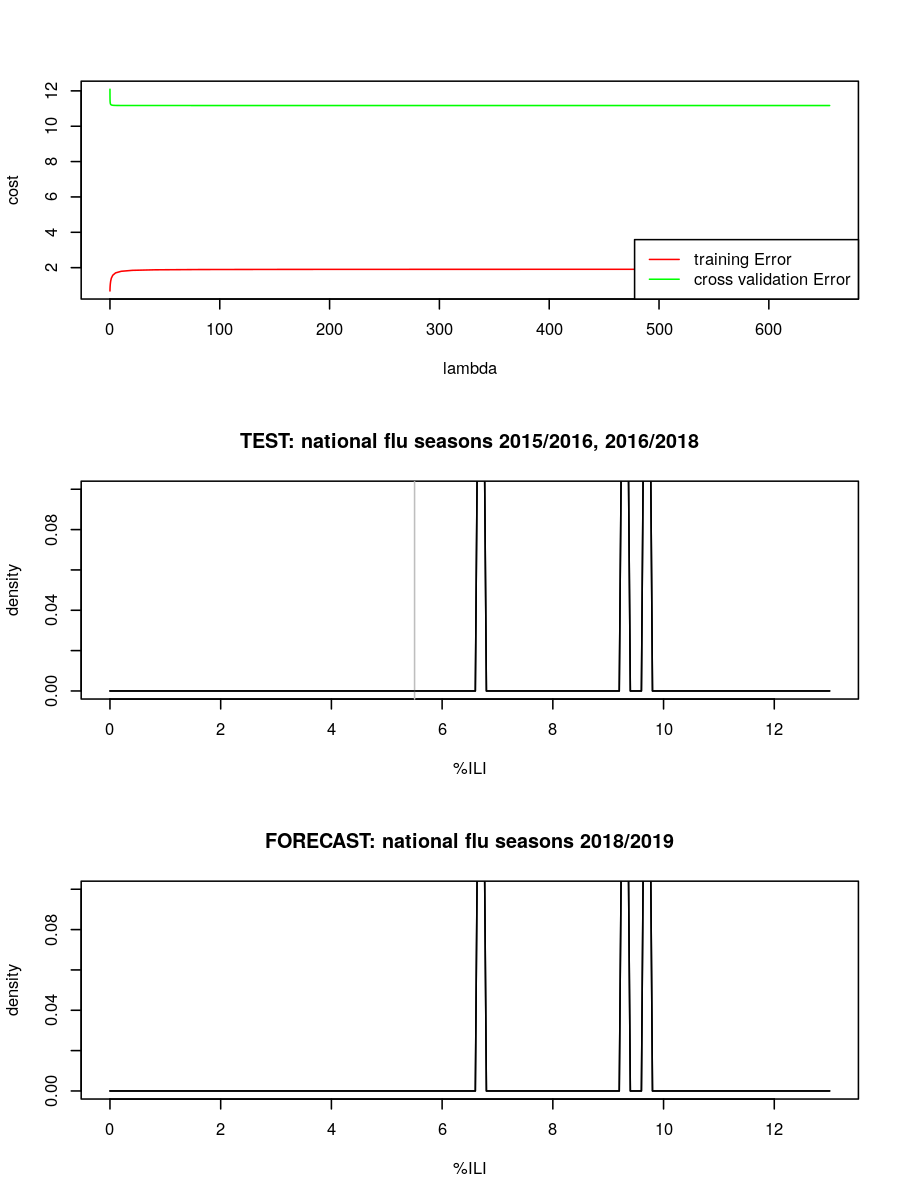 12
10
8
6
4
2
cost
training Error
cross validation Error
0 100 200 300 400 500 600
lambda
TEST: national flu seasons 2015/2016, 2016/2018
0.08
0.04
0.00
density
0 2 4 6 8 10 12
%ILI
FORECAST: national flu seasons 2018/2019
0.08
0.04
0.00
density
0 2 4 6 8 10 12
%ILI